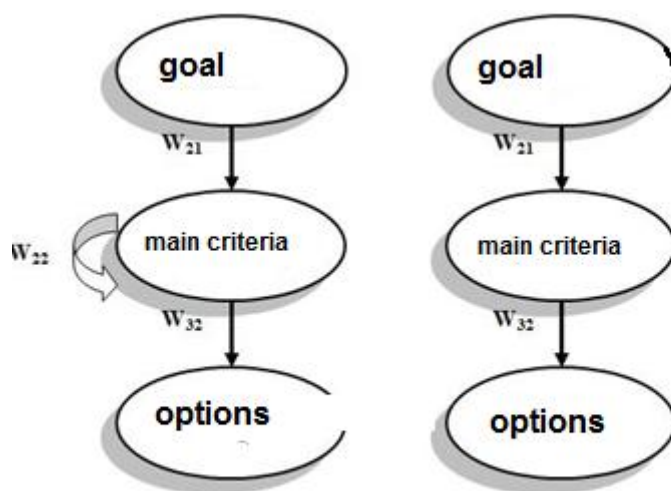 goal
W21
main criteria
W22
W32
options
goal
W21
main criteria
W32
options